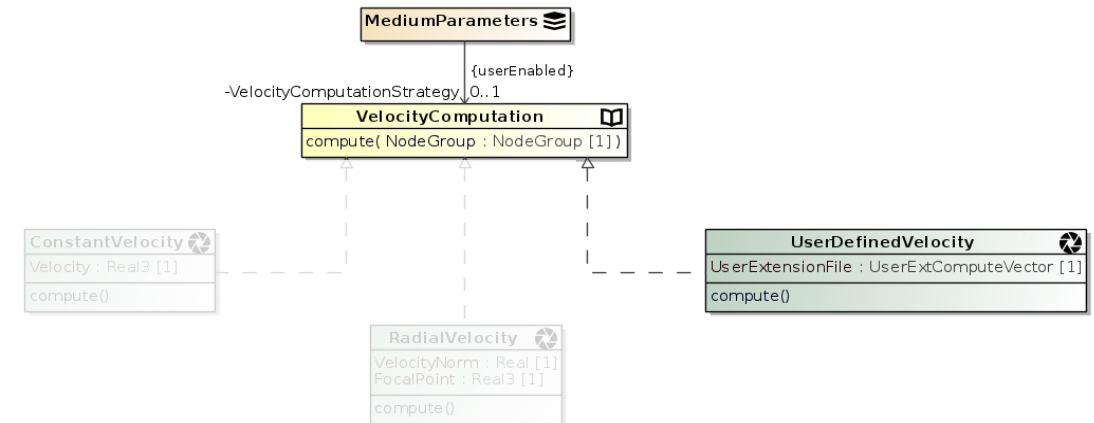 MediumParameters
{userEnabled}
-VelocityComputationStrategy 0..1
VelocityComputation
compute( NodeGroup : NodeGroup [1] )
ConstantVelocity
Velocity : Real3 [1]
compute()
UserDefinedVelocity
UserExtensionFile : UserExtComputeVector [1]
compute()
RadialVelocity
VelocityNorm : Real [1]
FocalPoint : Real3 [1]
compute()